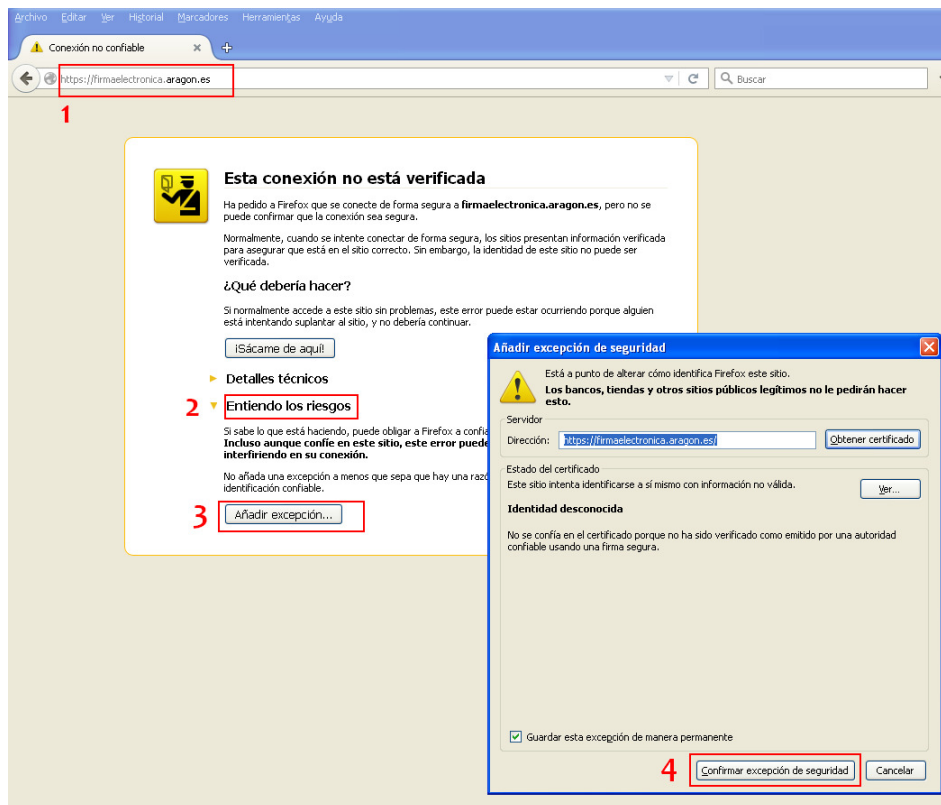 Archivo Editar Ver Historial Marcadores Herramientas Ayuda
Conexión no confiable
https://firmaelectronica.aragon.es
Buscar
1
Esta conexión no está verificada
Ha pedido a Firefox que se conecte de forma segura a firmaelectronica.aragon.es, pero no se
puede confirmar que la conexión sea segura.
Normalmente, cuando se intente conectar de forma segura, los sitios presentan información verificada
para asegurar que está en el sitio correcto. Sin embargo, la identidad de este sitio no puede ser
verificada.
¿Qué debería hacer?
Si normalmente accede a este sitio sin problemas, este error puede estar ocurriendo porque alguien
está intentando suplantar al sitio, y no debería continuar.
¡Sácame de aquí!
Detalles técnicos
2 Entiendo los riesgos
Si sabe lo que está haciendo, puede obligar a Firefox a confia
Incluso aunque confíe en este sitio, este error puede
interfiriendo en su conexión.
No añada una excepción a menos que sepa que hay una razó
identificación confiable.
3 Añadir excepción...
Añadir excepción de seguridad
Está a punto de alterar cómo identifica Firefox este sitio.
Los bancos, tiendas y otros sitios públicos legítimos no le pedirán hacer
esto.
Servidor
Dirección: https://firmaelectronica.aragon.es/ Obtener certificado
Estado del certificado
Este sitio intenta identificarse a sí mismo con información no válida.
Ver...
Identidad desconocida
No se confía en el certificado porque no ha sido verificado como emitido por una autoridad
confiable usando una firma segura.
Guardar esta excepción de manera permanente
4 Confirmar excepción de seguridad Cancelar